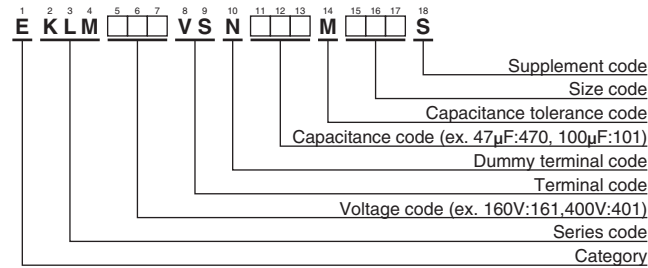 1 2 3 4 5 6 7 8 9 10 11 12 13 14 15 16 17 18
E KLM VS N M S
Supplement code
Size code
Capacitance tolerance code
Capacitance code (ex. 47μF:470, 100μF:101)
Dummy terminal code
Terminal code
Voltage code (ex. 160V:161,400V:401)
Series code
Category